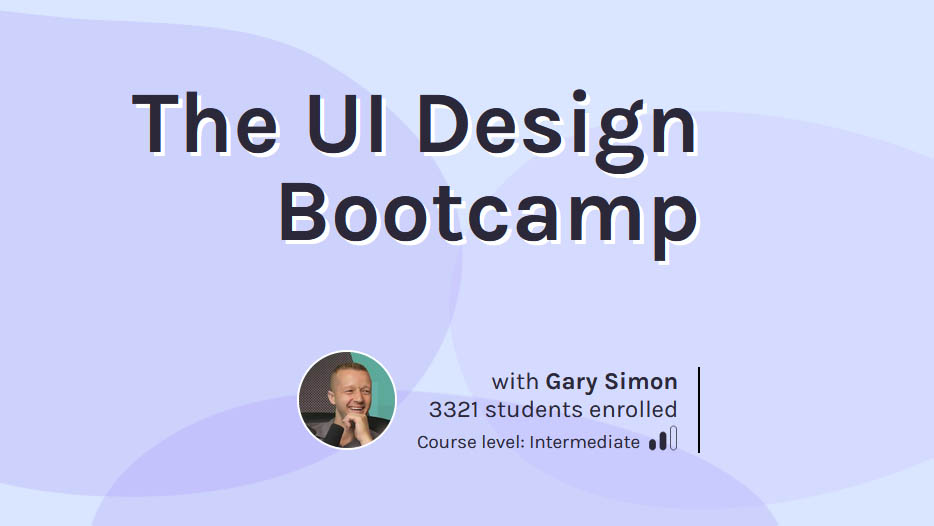 The UI Design
Bootcamp
with Gary Simon
3321 students enrolled
Course level: Intermediate